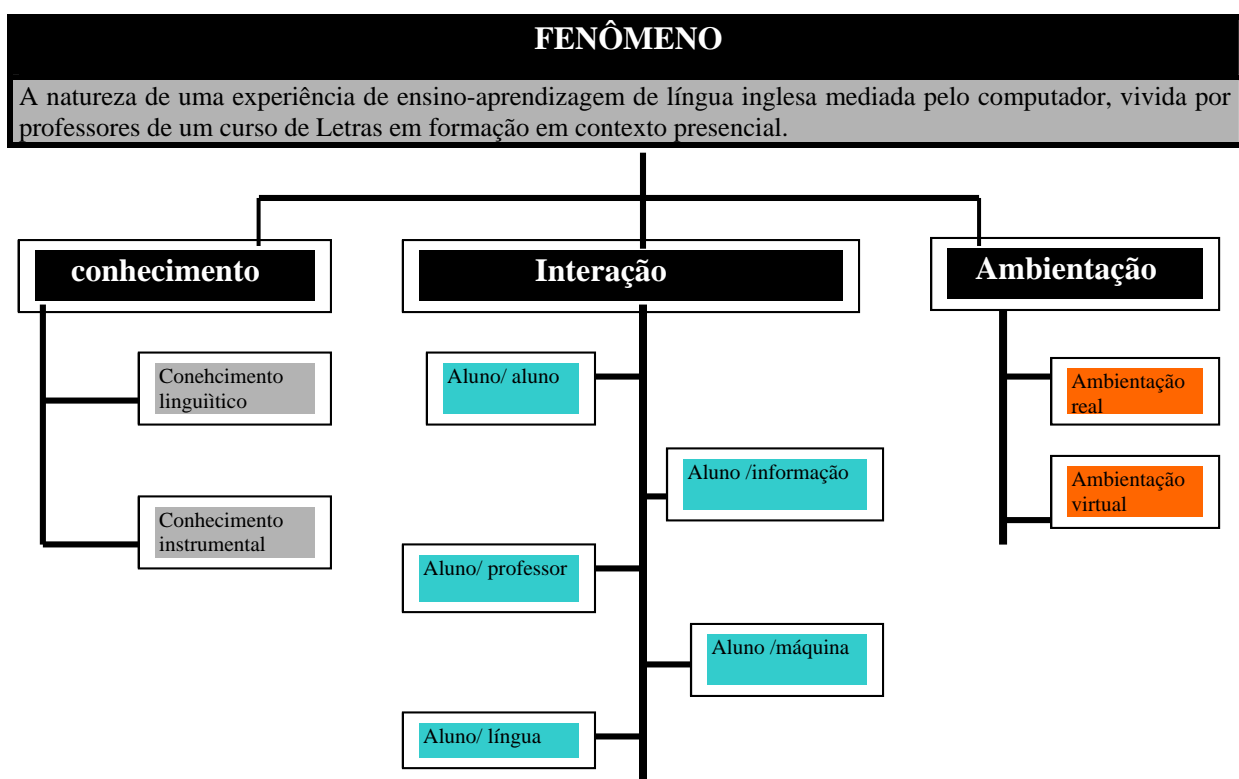 FENÔMENO
A natureza de uma experiência de ensino-aprendizagem de língua inglesa mediada pelo computador, vivida por
professores de um curso de Letras em formação em contexto presencial.
conhecimento
Interação
Ambientação
Conehcimento
linguiìtico
Conhecimento
instrumental
Aluno/ aluno
Aluno /informação
Aluno/ professor
Aluno /máquina
Aluno/ língua
Ambientação
real
Ambientação
virtual